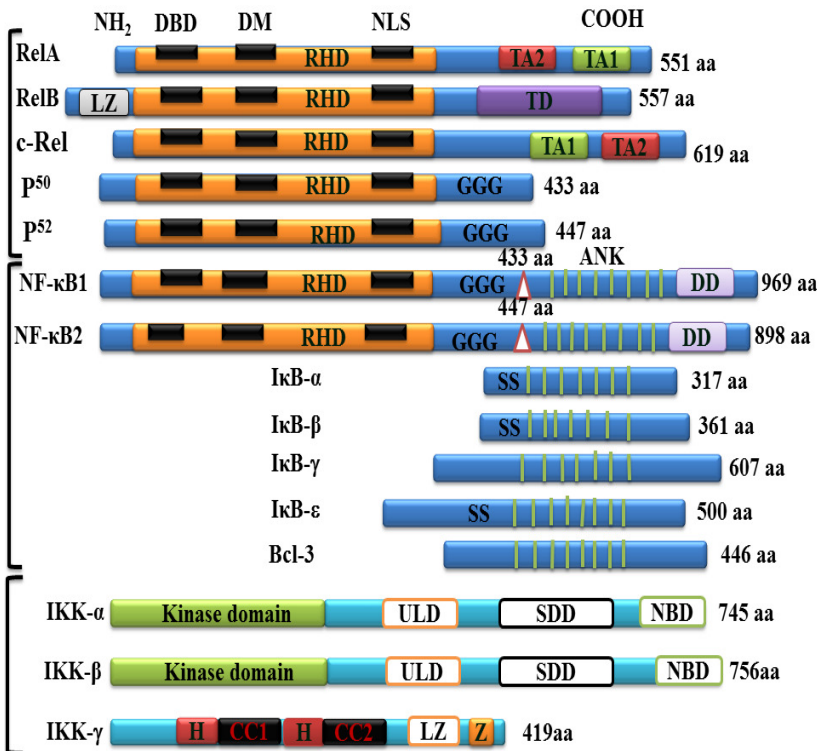 NH₂ DBD DM NLS COOH
RelA RHD TA2 TA1 551 aa
RelB LZ RHD TD 557 aa
c-Rel RHD TA1 TA2 619 aa
P⁵⁰ RHD GGG 433 aa
P⁵² RHD GGG 447 aa
433 aa ANK
NF-κB1 RHD GGG DD 969 aa
447 aa
NF-κB2 RHD GGG DD 898 aa
IκB-α SS 317 aa
IκB-β SS 361 aa
IκB-γ 607 aa
IκB-ε SS 500 aa
Bcl-3 446 aa
IKK-α Kinase domain ULD SDD NBD 745 aa
IKK-β Kinase domain ULD SDD NBD 756aa
IKK-γ H CC1 H CC2 LZ Z 419aa